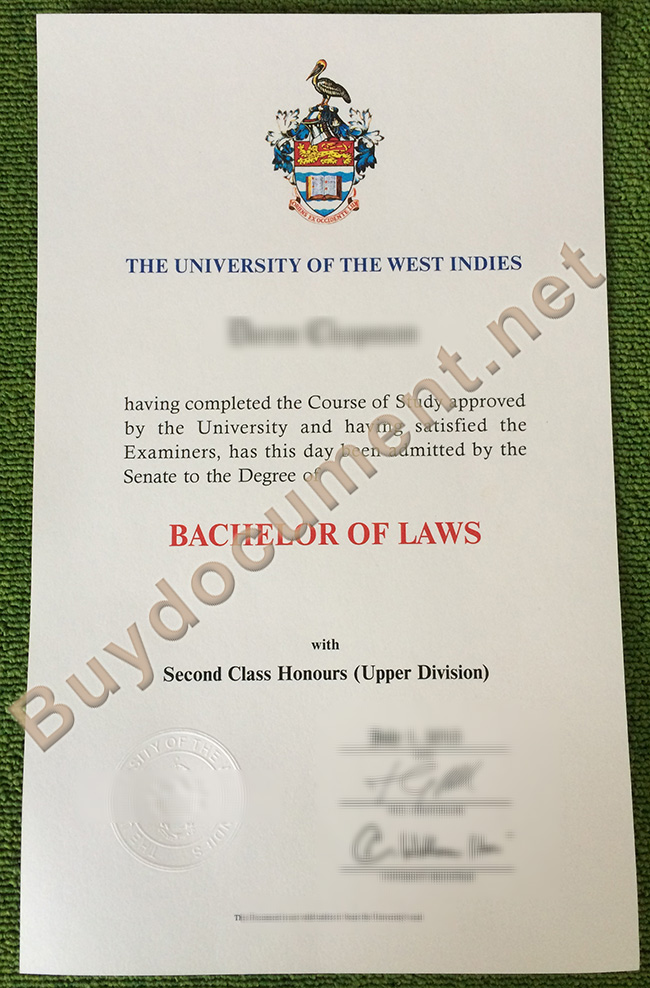 THE UNIVERSITY OF THE WEST INDIES
having completed the Course of Study approved
by the University and having satisfied the
Examiners, has this day been admitted by the
Senate to the Degree of
BACHELOR OF LAWS
with
Second Class Honours (Upper Division)
Buydocument.net